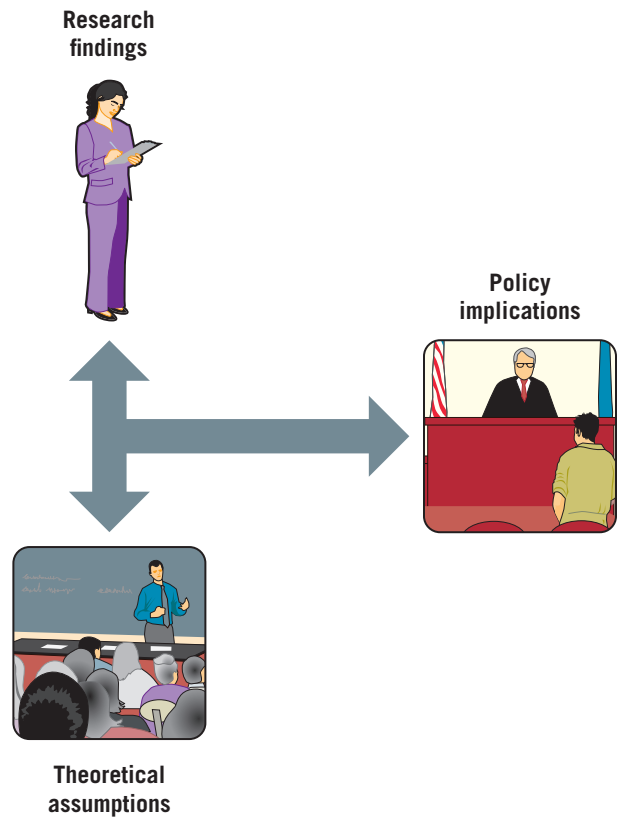 Research
findings
Policy
implications
Theoretical
assumptions